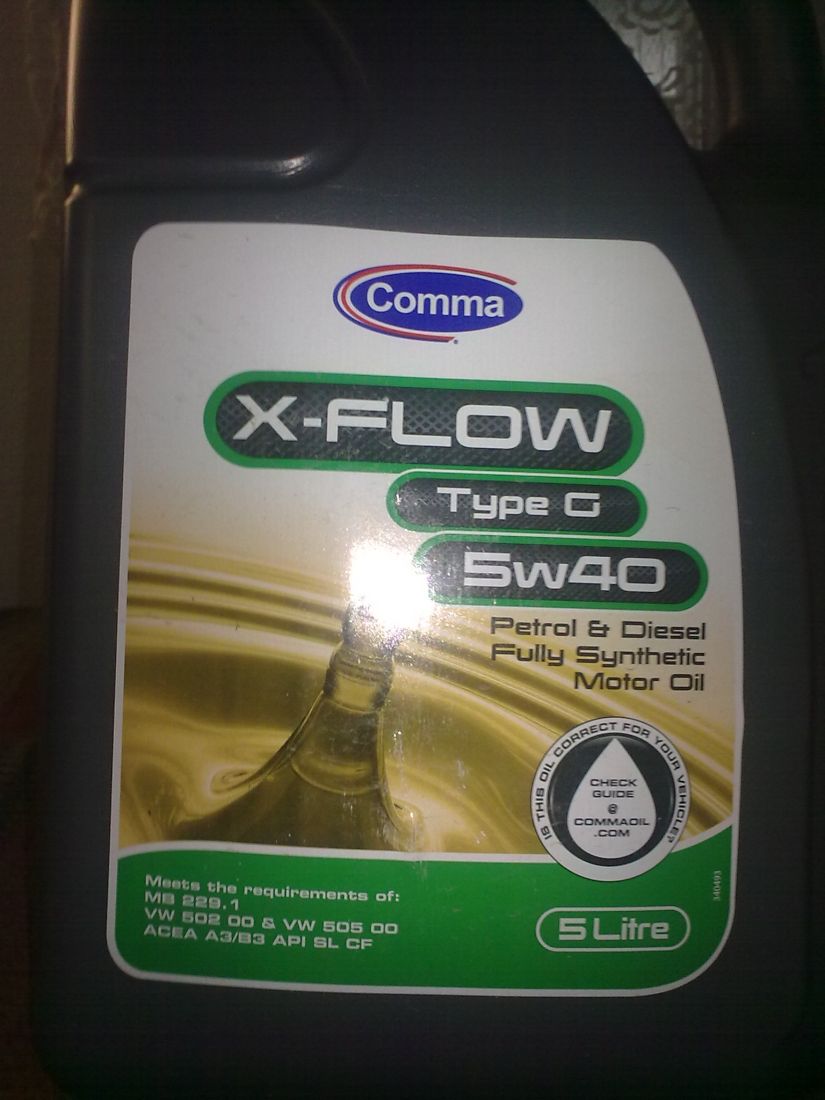 Comma
X-FLOW
Type G
5w40
Petrol & Diesel
Fully Synthetic
Motor Oil
IS THIS OIL CORRECT FOR YOUR VEHICLE?
CHECK
GUIDE
@
COMMAOIL
.COM
Meets the requirements of:
MB 229.1
VW 502 00 & VW 505 00
ACEA A3/B3 API SL CF
5 Litre
340493